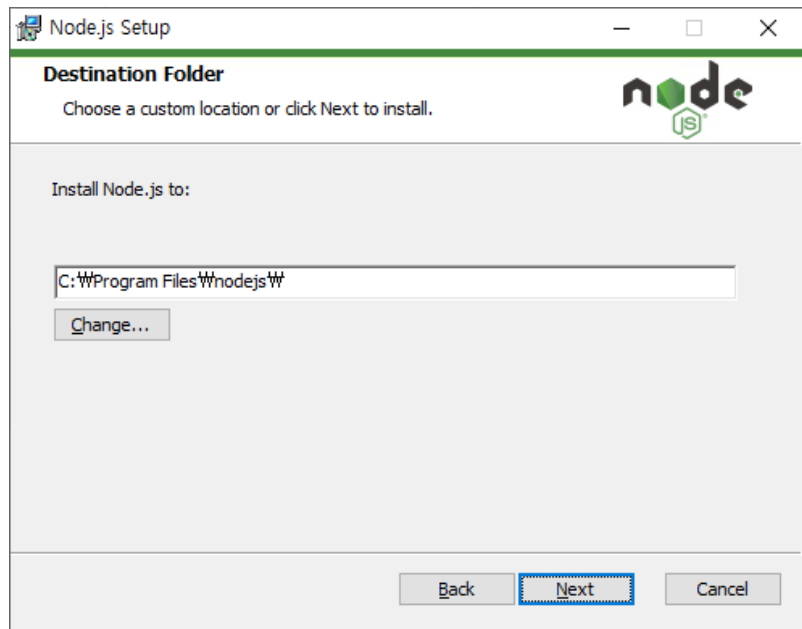 Node.js Setup
Destination Folder
Choose a custom location or click Next to install.
node
JS
Install Node.js to:
C:₩Program Files₩nodejs₩
Change...
Back Next Cancel